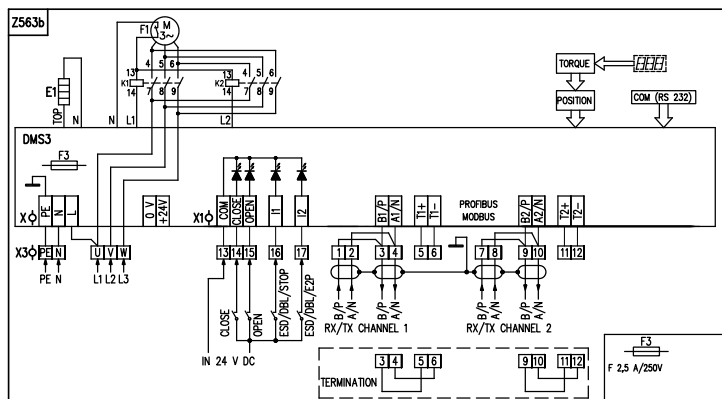 Z563b
F1 M 3~
4 5 6
4 5 6
13 K1 14
7 8 9
13 K2 14
7 8 9
E1
TOP N
N L1
L2
TORQUE
POSITION
COM (RS 232)
DMS3
F3
PE N L
0 V +24V
X
X1
COM CLOSE OPEN I1 I2
B1/P A1/N T1+ T1-
PROFIBUS
MODBUS
B2/P A2/N T2+ T2-
X3 PE N U V W
13 14 15 16 17
1 2 3 4 5 6
7 8 9 10 11 12
PE N L1 L2 L3
CLOSE OPEN ESD/DBL/STOP ESD/DBL/E2P
B/P A/N B/P A/N
B/P A/N B/P A/N
RX/TX CHANNEL 1
RX/TX CHANNEL 2
IN 24 V DC
3 4 5 6
9 10 11 12
TERMINATION
F3
F 2,5 A/250V